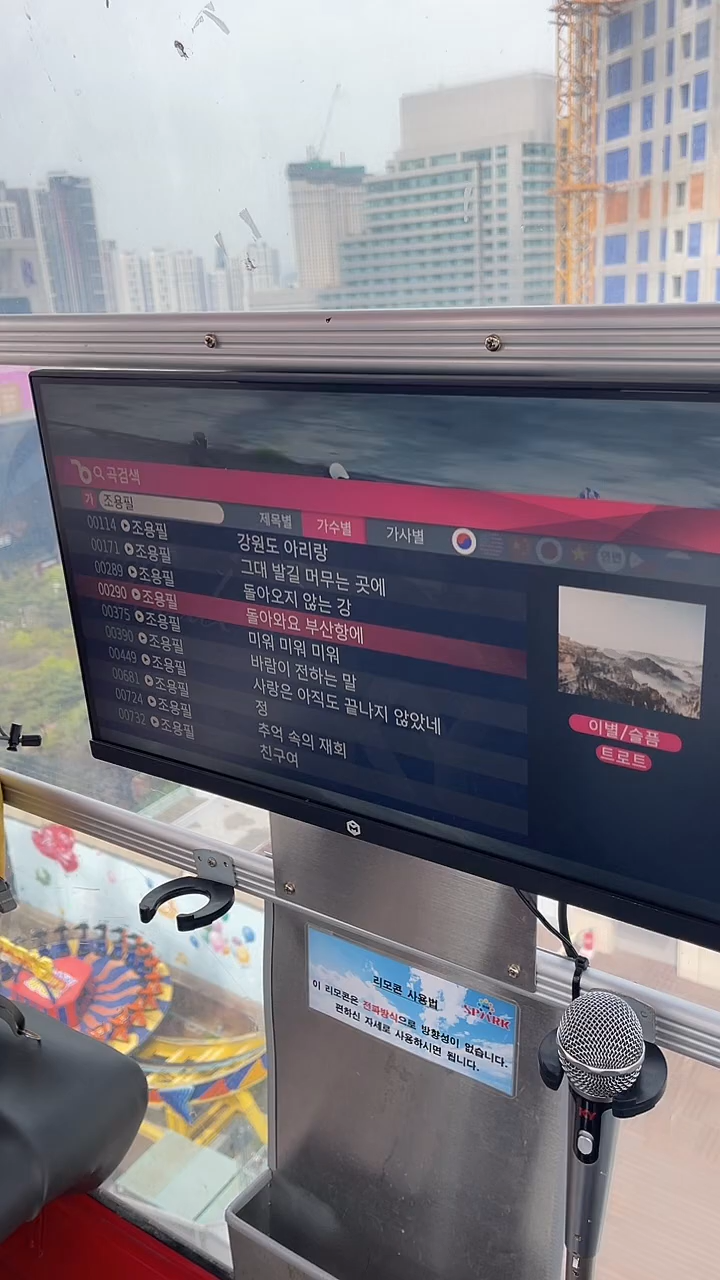 곡검색
가 조용필
제목별 가수별 가사별
00114 조용필 강원도 아리랑
00171 조용필 그대 발길 머무는 곳에
00289 조용필 돌아오지 않는 강
00290 조용필 돌아와요 부산항에
00375 조용필 미워 미워 미워
00390 조용필 바람이 전하는 말
00449 조용필 사랑은 아직도 끝나지 않았네
00681 조용필 정
00724 조용필 추억 속의 재회
00732 조용필 친구여
이별/슬픔
트로트
리모콘 사용법
SPARK
이 리모콘은 전파방식으로 방향성이 없습니다.
편하신 자세로 사용하시면 됩니다.
KY